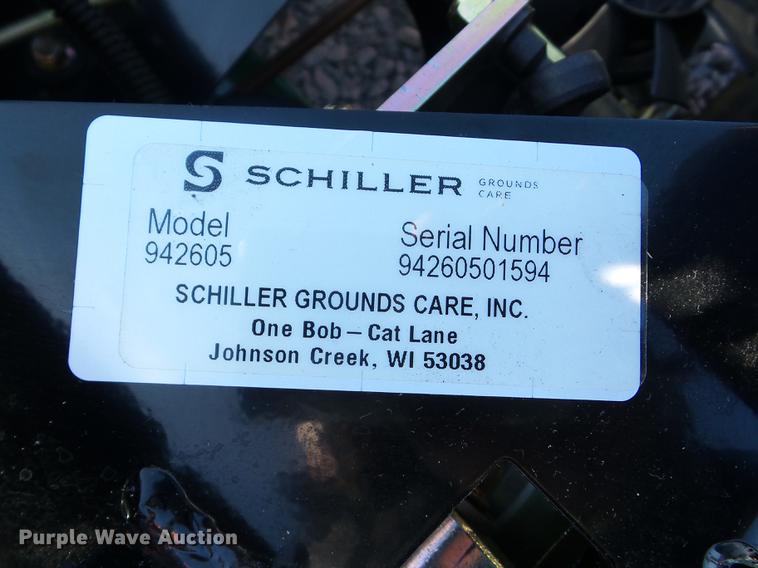 SCHILLER GROUNDS CARE
Model
942605
Serial Number
94260501594
SCHILLER GROUNDS CARE, INC.
One Bob-Cat Lane
Johnson Creek, WI 53038
Purple Wave Auction